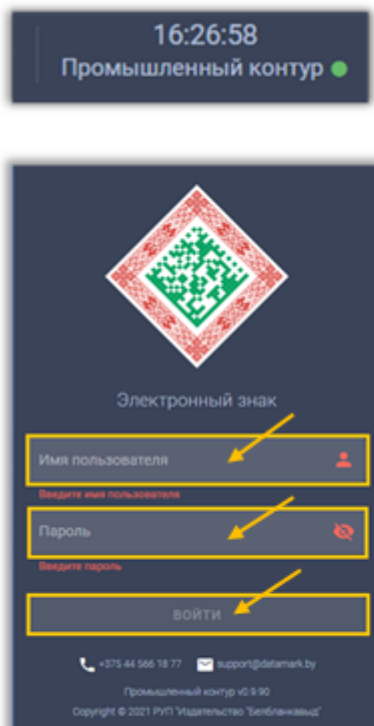 16:26:58
Промышленный контур
Электронный знак
Имя пользователя
Введите имя пользователя
Пароль
Введите пароль
ВОЙТИ
+375 44 566 18 77 support@datamark.by
Промышленный контур v0.9.90
Copyright © 2021 РУП "Издательство "Белбланкавыд"